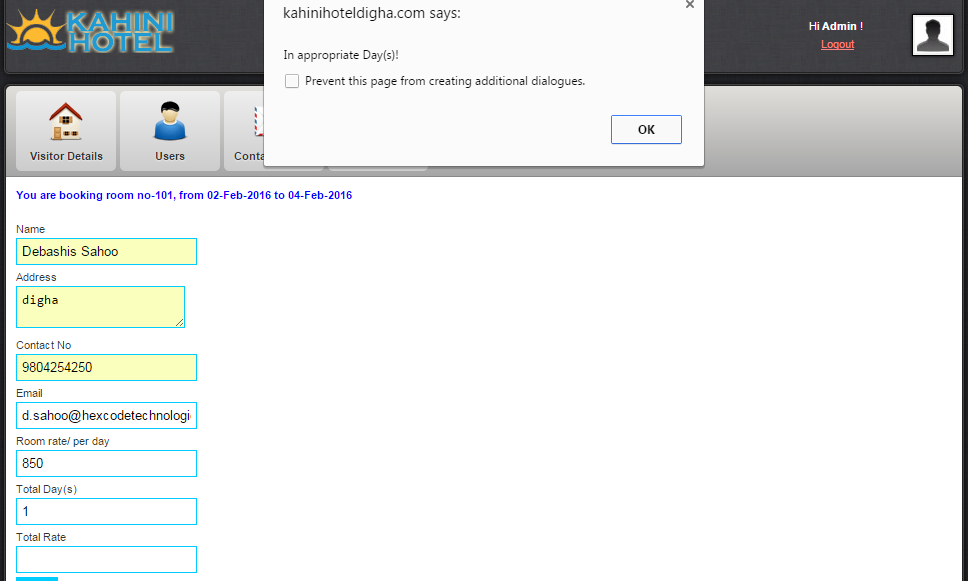 KAHINI
HOTEL
kahinihoteldigha.com says:
In appropriate Day(s)!
Prevent this page from creating additional dialogues.
OK
Hi Admin !
Logout
Visitor Details
Users
You are booking room no-101, from 02-Feb-2016 to 04-Feb-2016
Name
Debashis Sahoo
Address
digha
Contact No
9804254250
Email
d.sahoo@hexcodetechnologi
Room rate/ per day
850
Total Day(s)
1
Total Rate